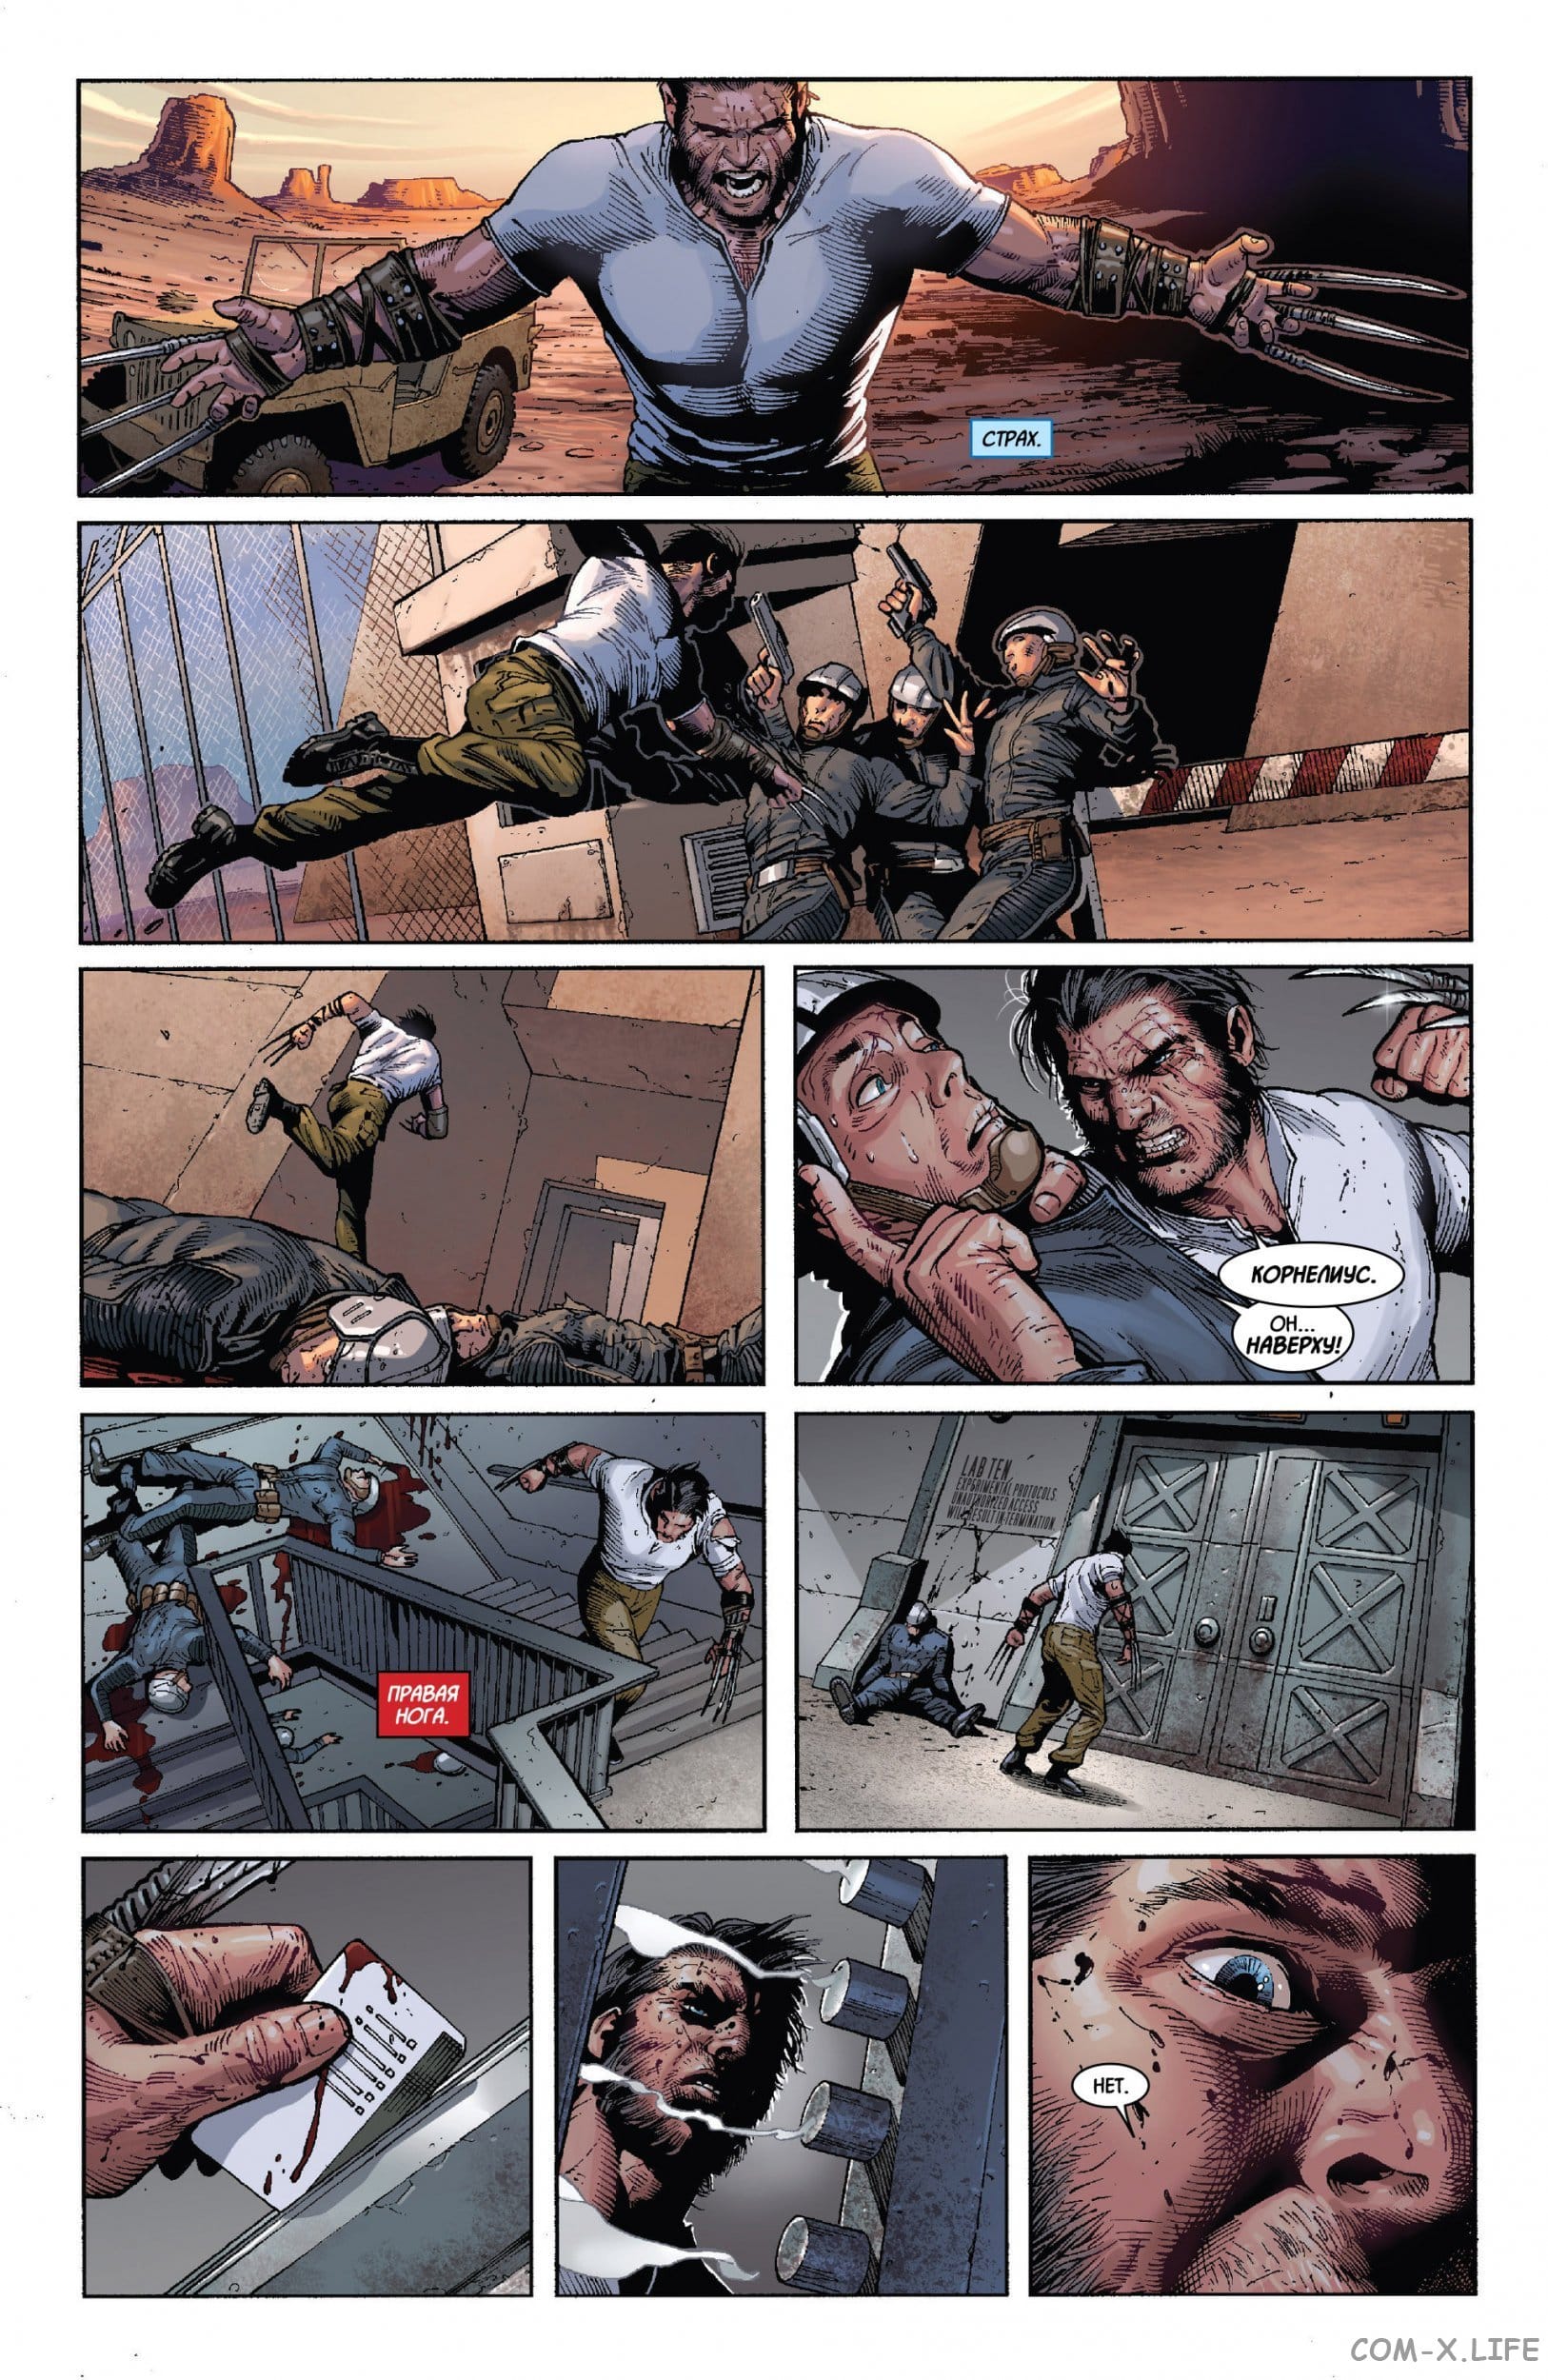 СТРАХ.
КОРНЕЛИУС.
ОН...
НАВЕРХУ!
ПРАВАЯ
НОГА.
LAB TEN
EXPERIMENTAL PROTOCOLS.
UNAUTHORIZED ACCESS
WILL RESULT IN TERMINATION.
НЕТ.
COM-X.LIFE